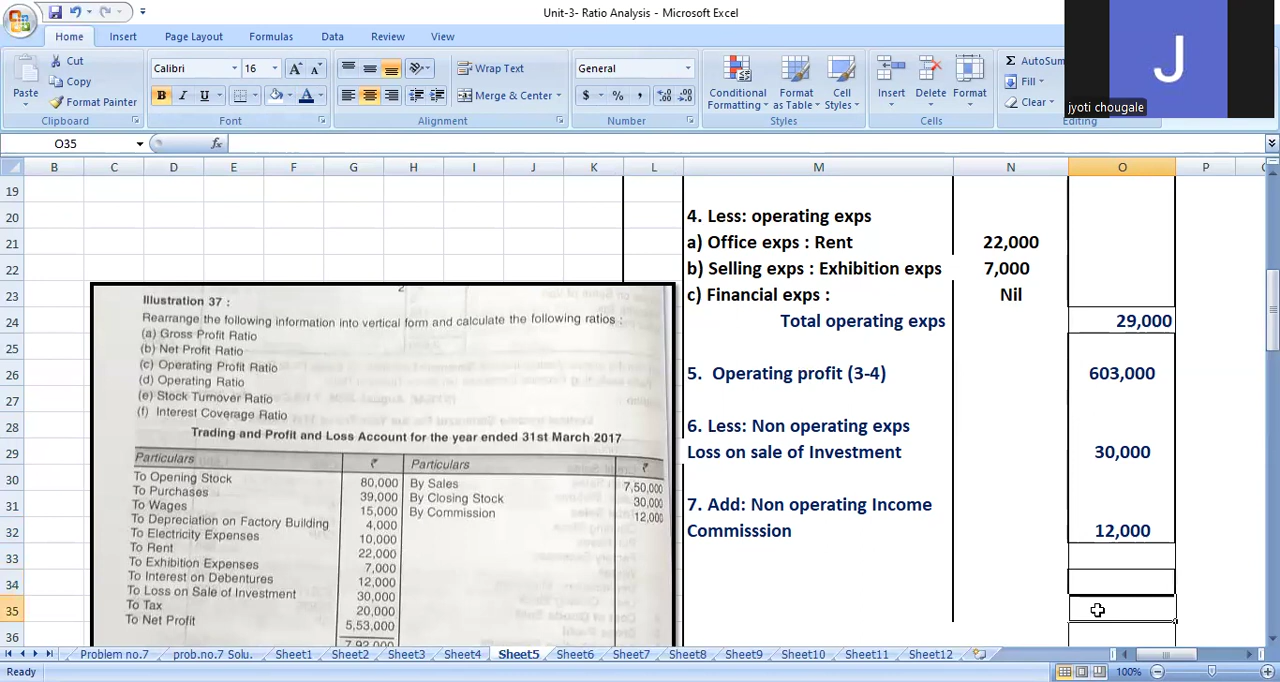 Unit-3- Ratio Analysis - Microsoft Excel
Home Insert Page Layout Formulas Data Review View
Cut
Copy
Format Painter
Paste
Clipboard
Calibri 16
B I U A
Font
Wrap Text
Merge & Center
Alignment
General
$ % ,
Number
Conditional Formatting
Format as Table
Cell Styles
Styles
Insert Delete Format
Cells
Σ AutoSum
Fill
Clear
Editing
J
jyoti chougale
O35
fx
B C D E F G H I J K L M N O P
19
20 4. Less: operating exps
21 a) Office exps : Rent 22,000
22 b) Selling exps : Exhibition exps 7,000
23 c) Financial exps : Nil
24 Total operating exps 29,000
25
26 5. Operating profit (3-4) 603,000
27
28 6. Less: Non operating exps
29 Loss on sale of Investment 30,000
30
31 7. Add: Non operating Income
32 Commisssion 12,000
33
34
35
36
Illustration 37 :
Rearrange the following information into vertical form and calculate the following ratios :
(a) Gross Profit Ratio
(b) Net Profit Ratio
(c) Operating Profit Ratio
(d) Operating Ratio
(e) Stock Turnover Ratio
(f) Interest Coverage Ratio
Trading and Profit and Loss Account for the year ended 31st March 2017
Particulars ₹ Particulars ₹
To Opening Stock 80,000 By Sales 7,50,000
To Purchases 39,000 By Closing Stock 30,000
To Wages 15,000 By Commission 12,000
To Depreciation on Factory Building 4,000
To Electricity Expenses 10,000
To Rent 22,000
To Exhibition Expenses 7,000
To Interest on Debentures 12,000
To Loss on Sale of Investment 30,000
To Tax 20,000
To Net Profit 5,53,000
7,92,000
Problem no.7 prob.no.7 Solu. Sheet1 Sheet2 Sheet3 Sheet4 Sheet5 Sheet6 Sheet7 Sheet8 Sheet9 Sheet10 Sheet11 Sheet12
Ready
100%